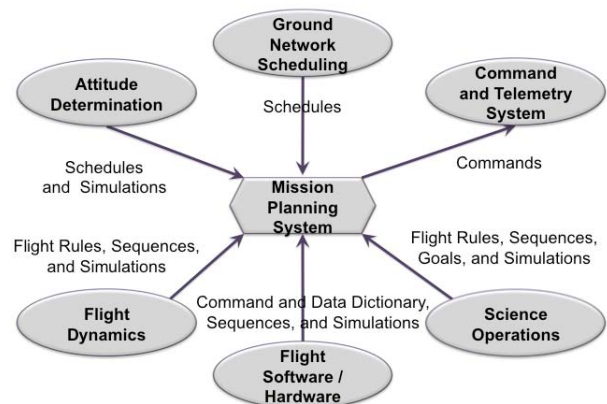 Ground
Network
Scheduling
Attitude
Determination
Command
and Telemetry
System
Schedules
Schedules
and Simulations
Commands
Mission
Planning
System
Flight Rules, Sequences,
and Simulations
Flight Rules, Sequences,
Goals, and Simulations
Command and Data Dictionary,
Sequences, and Simulations
Flight
Dynamics
Flight
Software /
Hardware
Science
Operations